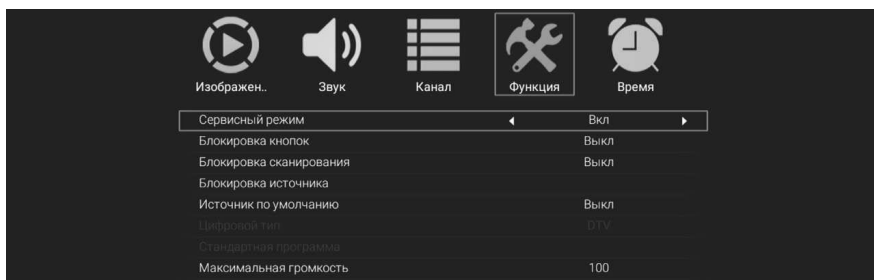 Изображен..
Звук
Канал
Функция
Время
Сервисный режим Вкл
Блокировка кнопок Выкл
Блокировка сканирования Выкл
Блокировка источника
Источник по умолчанию Выкл
Цифровой тип DTV
Стандартная программа
Максимальная громкость 100